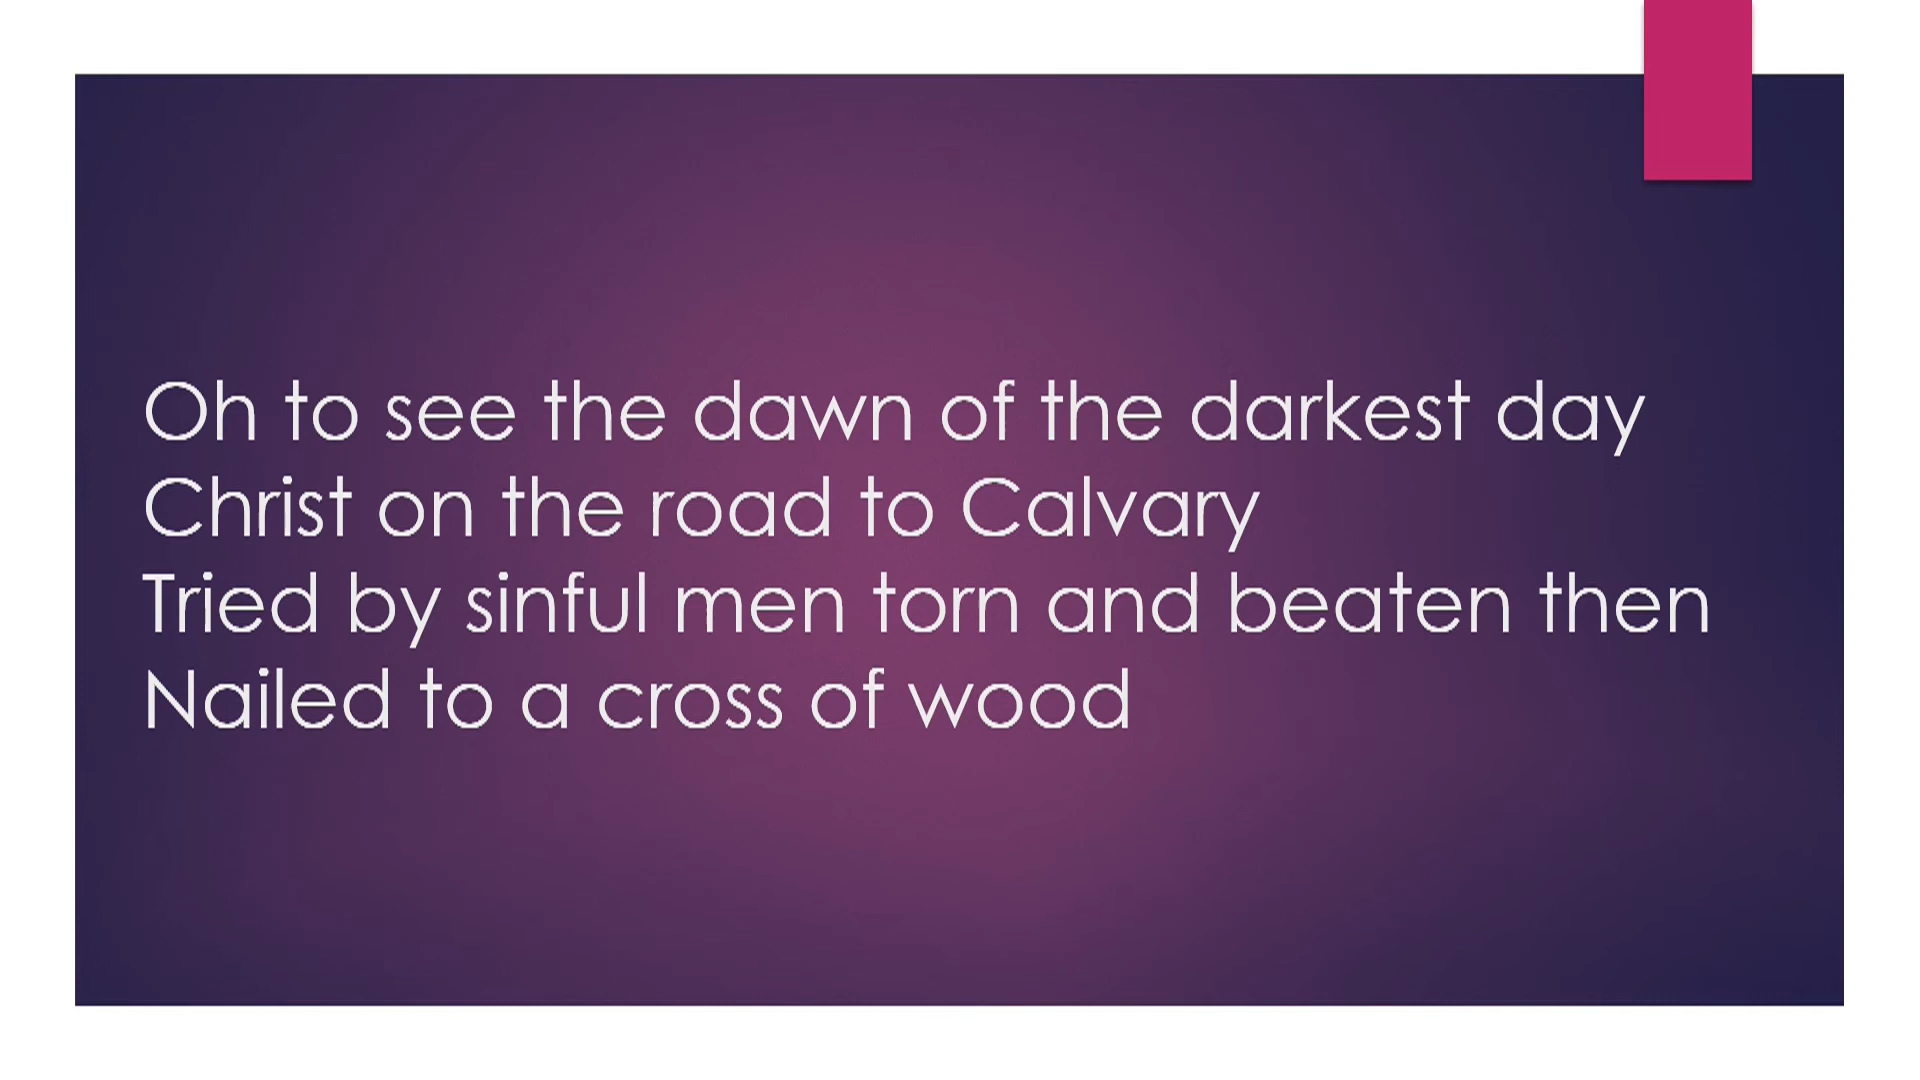 Oh to see the dawn of the darkest day
Christ on the road to Calvary
Tried by sinful men torn and beaten then
Nailed to a cross of wood